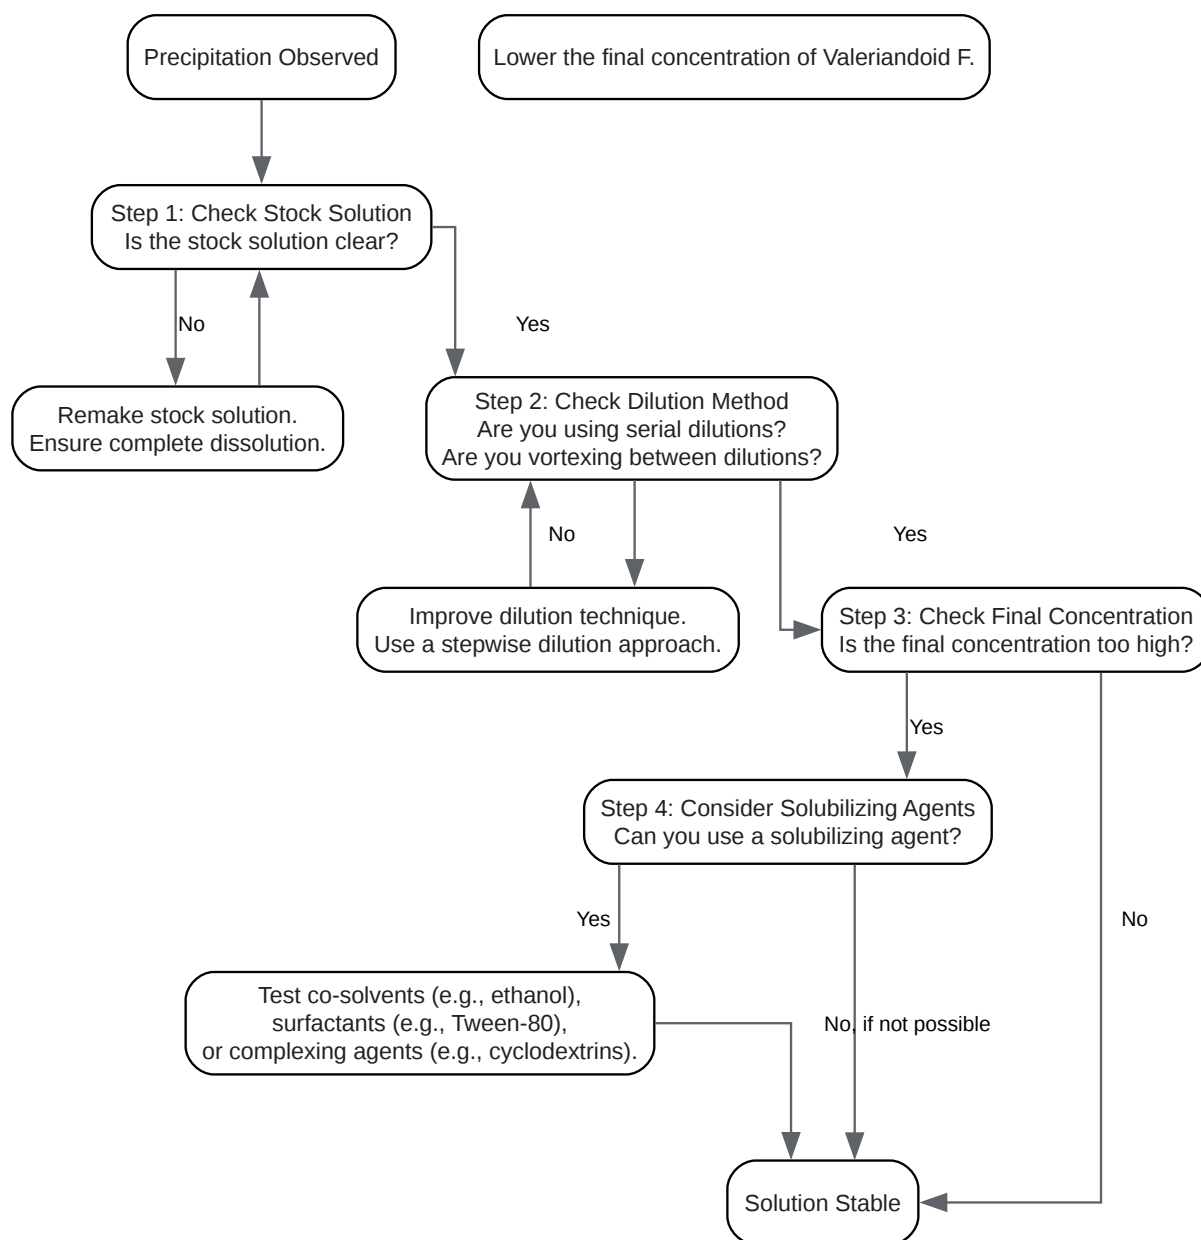 Precipitation Observed
Lower the final concentration of Valeriandoid F.
Step 1: Check Stock Solution
Is the stock solution clear?
No
Yes
Remake stock solution.
Ensure complete dissolution.
Step 2: Check Dilution Method
Are you using serial dilutions?
Are you vortexing between dilutions?
No
Yes
Improve dilution technique.
Use a stepwise dilution approach.
Step 3: Check Final Concentration
Is the final concentration too high?
Yes
Step 4: Consider Solubilizing Agents
Can you use a solubilizing agent?
Yes
No
Test co-solvents (e.g., ethanol),
surfactants (e.g., Tween-80),
or complexing agents (e.g., cyclodextrins).
No, if not possible
Solution Stable